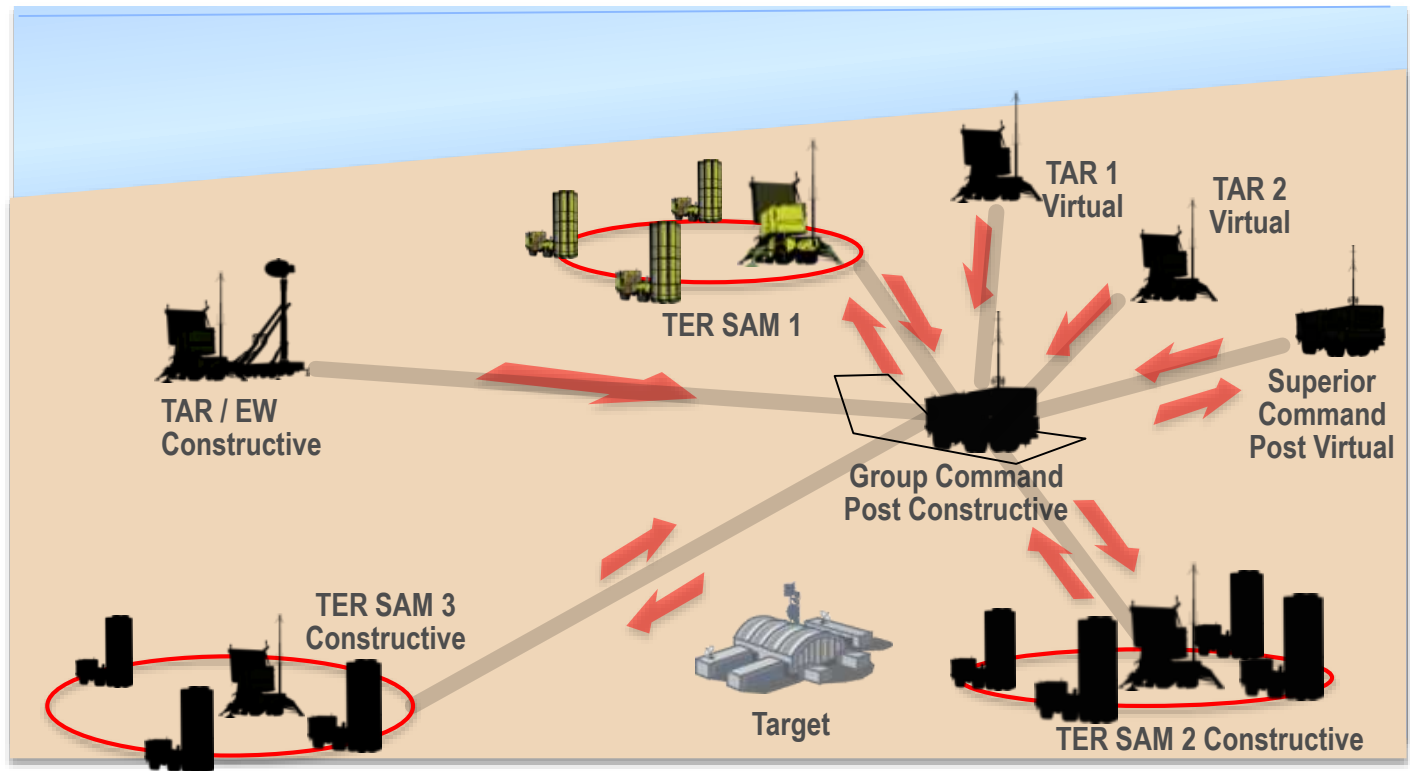 TAR 1
Virtual
TAR 2
Virtual
TER SAM 1
TAR / EW
Constructive
Superior
Command
Post Virtual
Group Command
Post Constructive
TER SAM 3
Constructive
Target
TER SAM 2 Constructive